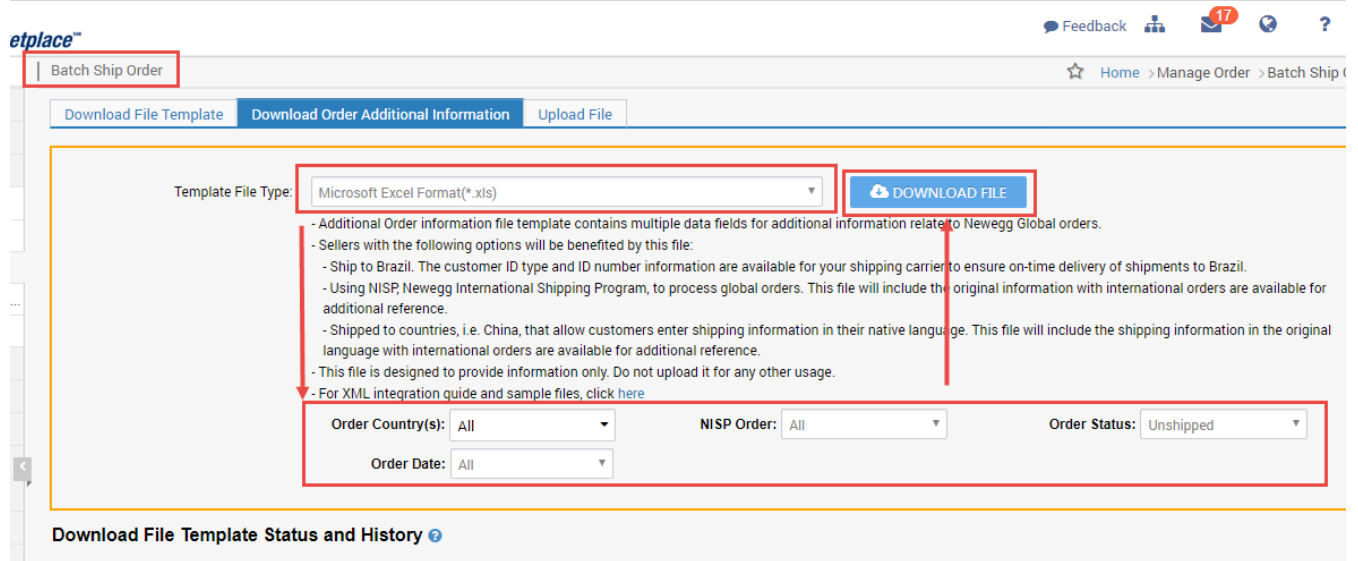 Feedback
17
?
etplace℠
Batch Ship Order
Home >Manage Order >Batch Ship
Download File Template
Download Order Additional Information
Upload File
Template File Type:
Microsoft Excel Format(*.xls)
DOWNLOAD FILE
- Additional Order information file template contains multiple data fields for additional information relate to Newegg Global orders.
- Sellers with the following options will be benefited by this file:
- Ship to Brazil. The customer ID type and ID number information are available for your shipping carrier to ensure on-time delivery of shipments to Brazil.
- Using NISP, Newegg International Shipping Program, to process global orders. This file will include the original information with international orders are available for
additional reference.
- Shipped to countries, i.e. China, that allow customers enter shipping information in their native language. This file will include the shipping information in the original
language with international orders are available for additional reference.
- This file is designed to provide information only. Do not upload it for any other usage.
- For XML integration guide and sample files, click here
Order Country(s): All
NISP Order: All
Order Status: Unshipped
Order Date: All
...
Download File Template Status and History ?